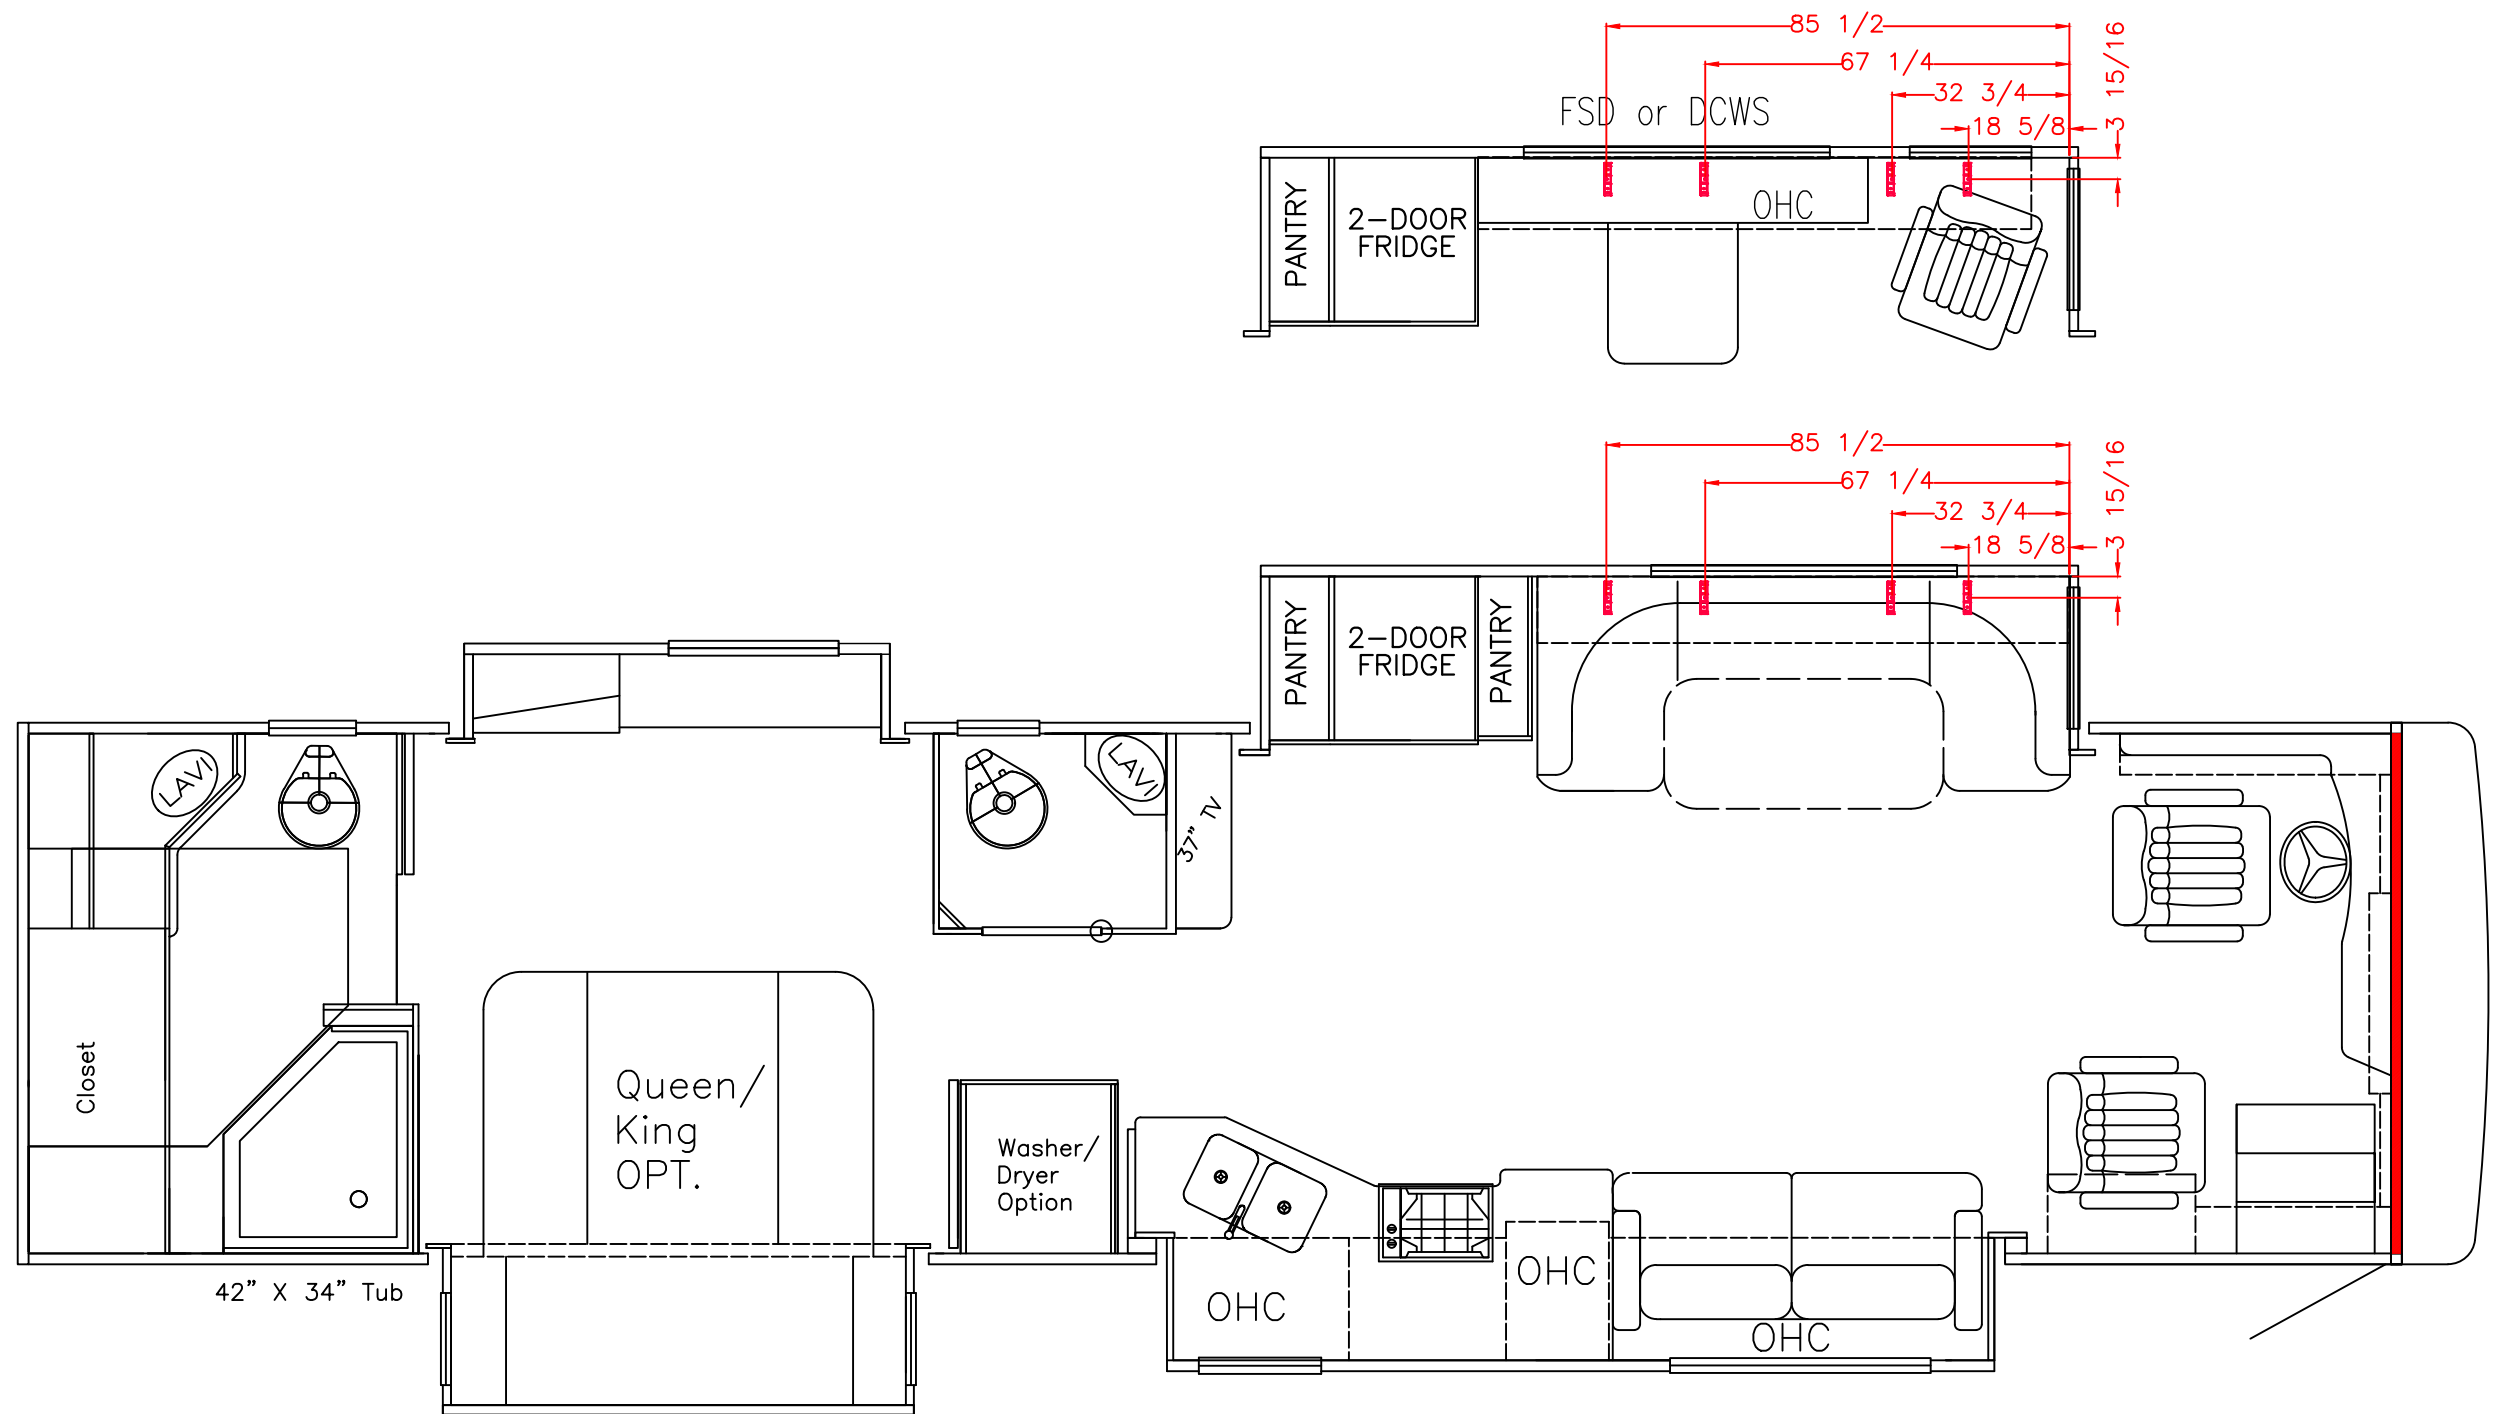 85 1/2
67 1/4
32 3/4
18 5/8
3 15/16
FSD or DCWS
PANTRY
2-DOOR
FRIDGE
OHC
85 1/2
67 1/4
32 3/4
18 5/8
3 15/16
PANTRY
2-DOOR
FRIDGE
PANTRY
LAVI
LAVI
37" TV
Closet
Queen/
King
OPT.
Washer/
Dryer
Option
OHC
OHC
OHC
42" X 34" Tub